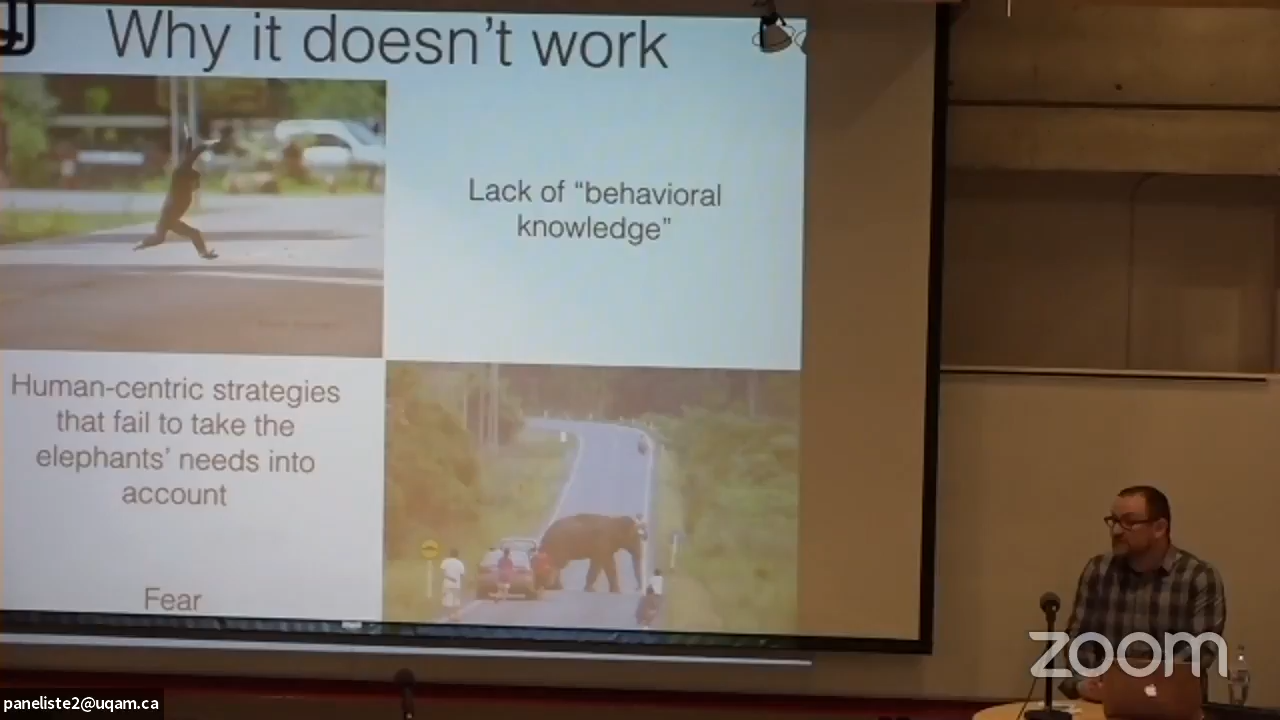 Why it doesn't work
Lack of “behavioral
knowledge”
Human-centric strategies
that fail to take the
elephants' needs into
account
Fear
zoom
paneliste2@uqam.ca